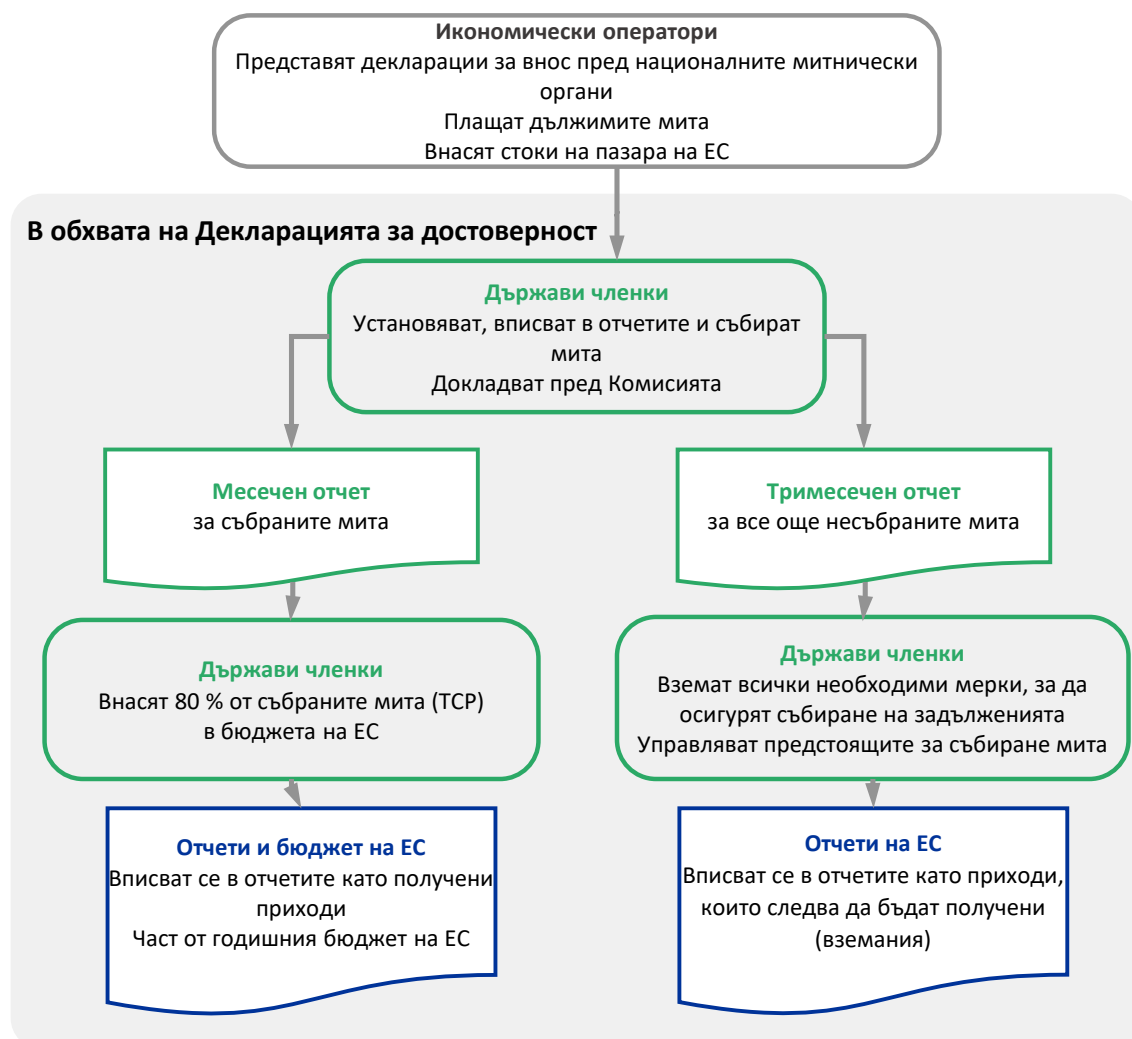 Икономически оператори
Представят декларации за внос пред националните митнически
органи
Плащат дължимите мита
Внасят стоки на пазара на ЕС
В обхвата на Декларацията за достоверност
Държави членки
Установяват, вписват в отчетите и събират
мита
Докладват пред Комисията
Месечен отчет
за събраните мита
Тримесечен отчет
за все още несъбраните мита
Държави членки
Внасят 80 % от събраните мита (ТСР)
в бюджета на ЕС
Държави членки
Вземат всички необходими мерки, за да
осигурят събиране на задълженията
Управляват предстоящите за събиране мита
Отчети и бюджет на ЕС
Вписват се в отчетите като получени
приходи
Част от годишния бюджет на ЕС
Отчети на ЕС
Вписват се в отчетите като приходи,
които следва да бъдат получени
(вземания)